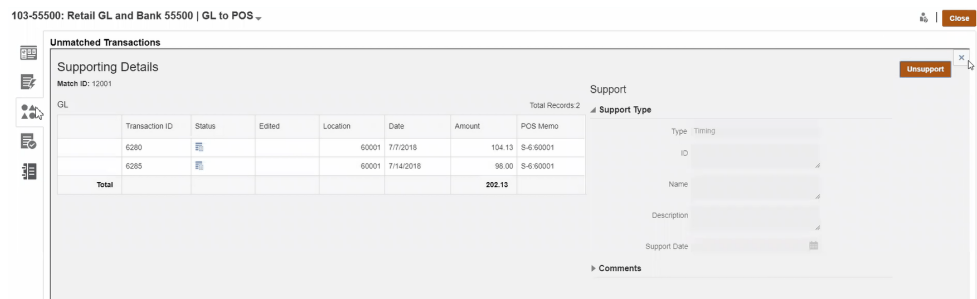 103-55500: Retail GL and Bank 55500 | GL to POS
Close
Unmatched Transactions
Supporting Details
Unsupport
Match ID: 12001
Support
GL
Total Records:2
Support Type
Transaction ID Status Edited Location Date Amount POS Memo
Type Timing
6280 60001 7/7/2018 104.13 S-6:60001
ID
6285 60001 7/14/2018 98.00 S-6:60001
Total 202.13
Name
Description
Support Date
Comments